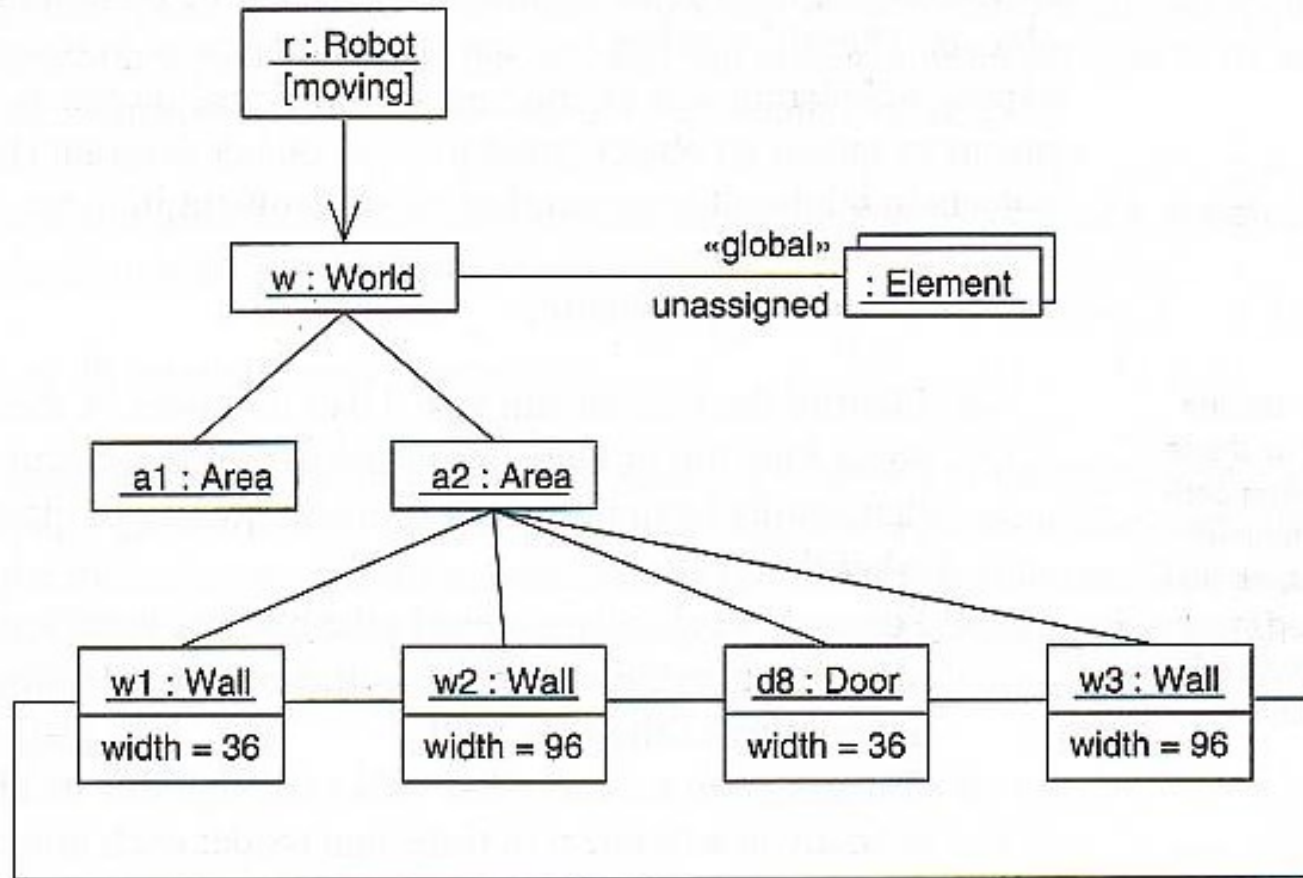 r : Robot
[moving]
«global»
w : World
: Element
unassigned
a1 : Area
a2 : Area
w1 : Wall
w2 : Wall
d8 : Door
w3 : Wall
width = 36
width = 96
width = 36
width = 96